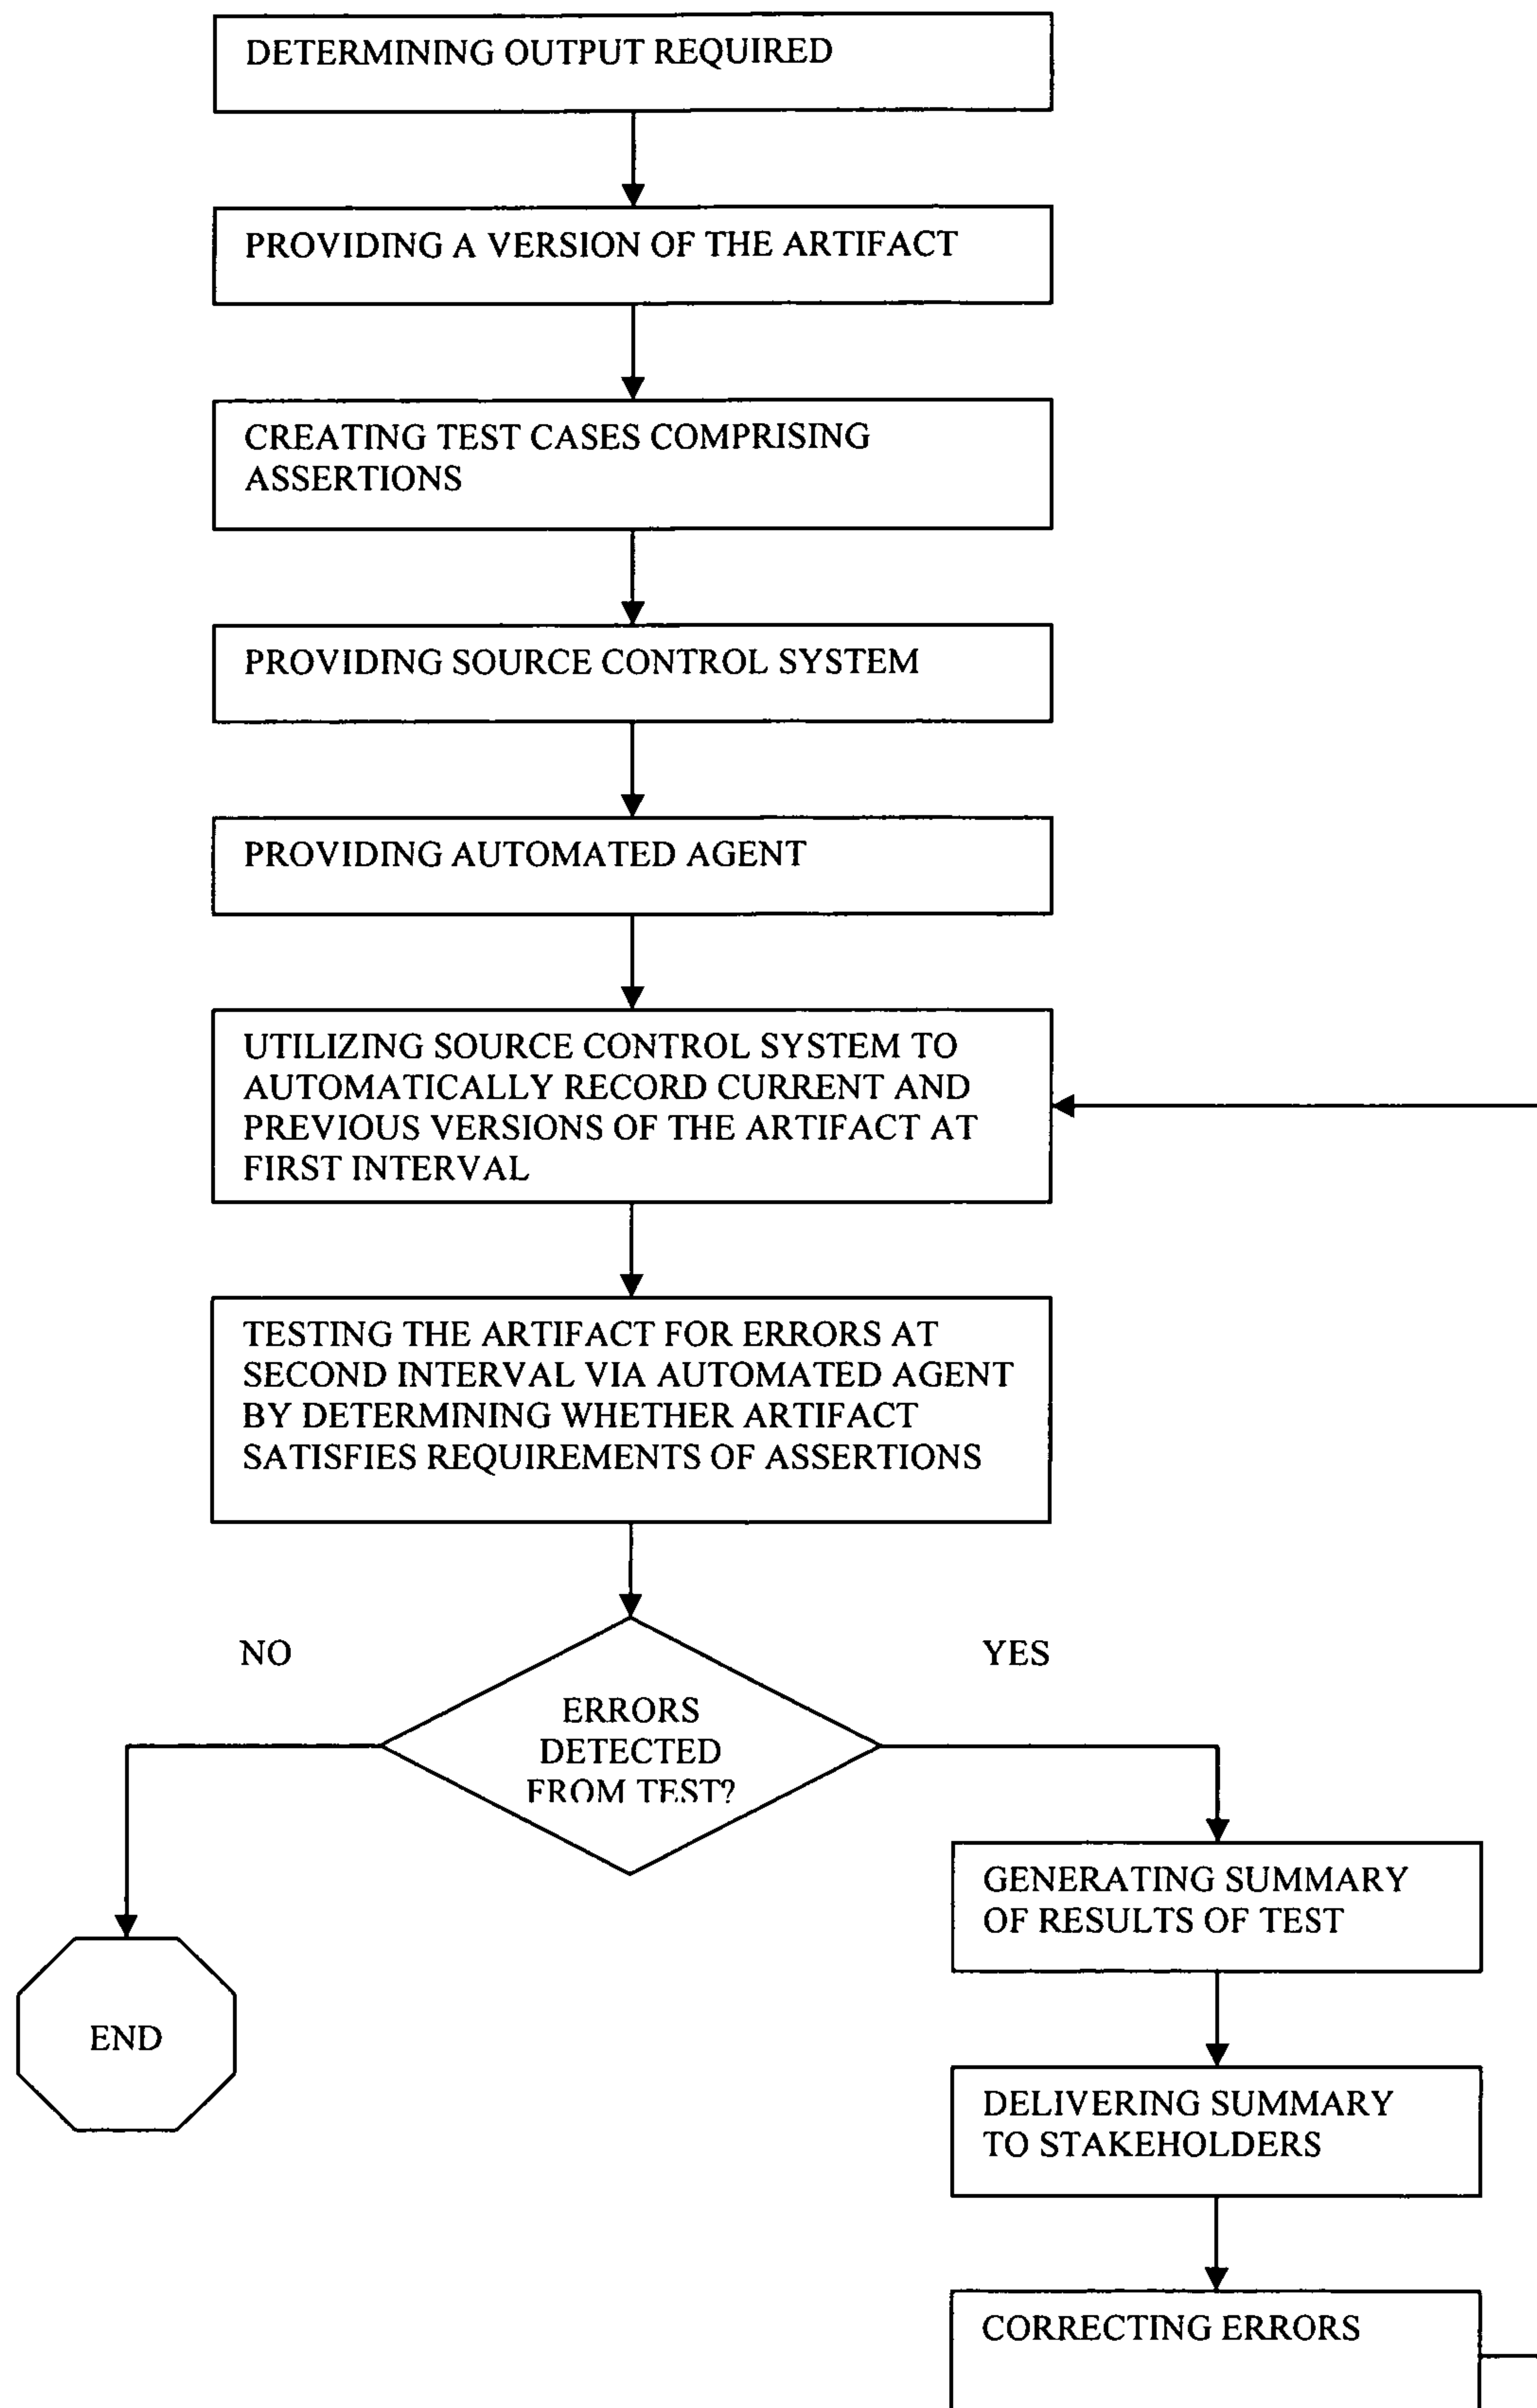 DETERMINING OUTPUT REQUIRED
PROVIDING A VERSION OF THE ARTIFACT
CREATING TEST CASES COMPRISING
ASSERTIONS
PROVIDING SOURCE CONTROL SYSTEM
PROVIDING AUTOMATED AGENT
UTILIZING SOURCE CONTROL SYSTEM TO
AUTOMATICALLY RECORD CURRENT AND
PREVIOUS VERSIONS OF THE ARTIFACT AT
FIRST INTERVAL
TESTING THE ARTIFACT FOR ERRORS AT
SECOND INTERVAL VIA AUTOMATED AGENT
BY DETERMINING WHETHER ARTIFACT
SATISFIES REQUIREMENTS OF ASSERTIONS
NO
YES
ERRORS
DETECTED
FROM TEST?
GENERATING SUMMARY
OF RESULTS OF TEST
END
DELIVERING SUMMARY
TO STAKEHOLDERS
CORRECTING ERRORS